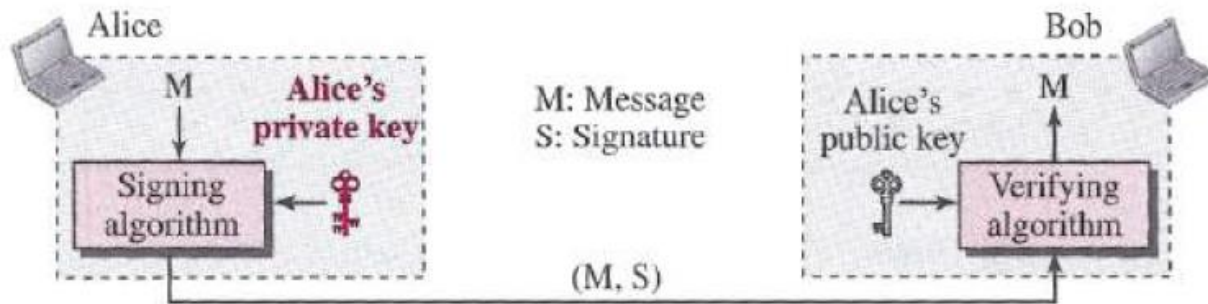 Alice
M
Alice's
private key
Signing
algorithm
M: Message
S: Signature
(M, S)
Bob
Alice's
public key
M
Verifying
algorithm